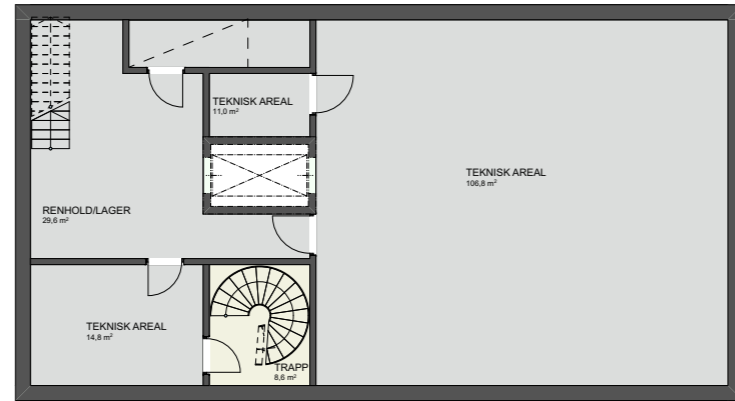 TEKNISK AREAL
11,0 m²
TEKNISK AREAL
106,8 m²
RENHOLD/LAGER
29,6 m²
TEKNISK AREAL
14,8 m²
TRAPP
8,6 m²